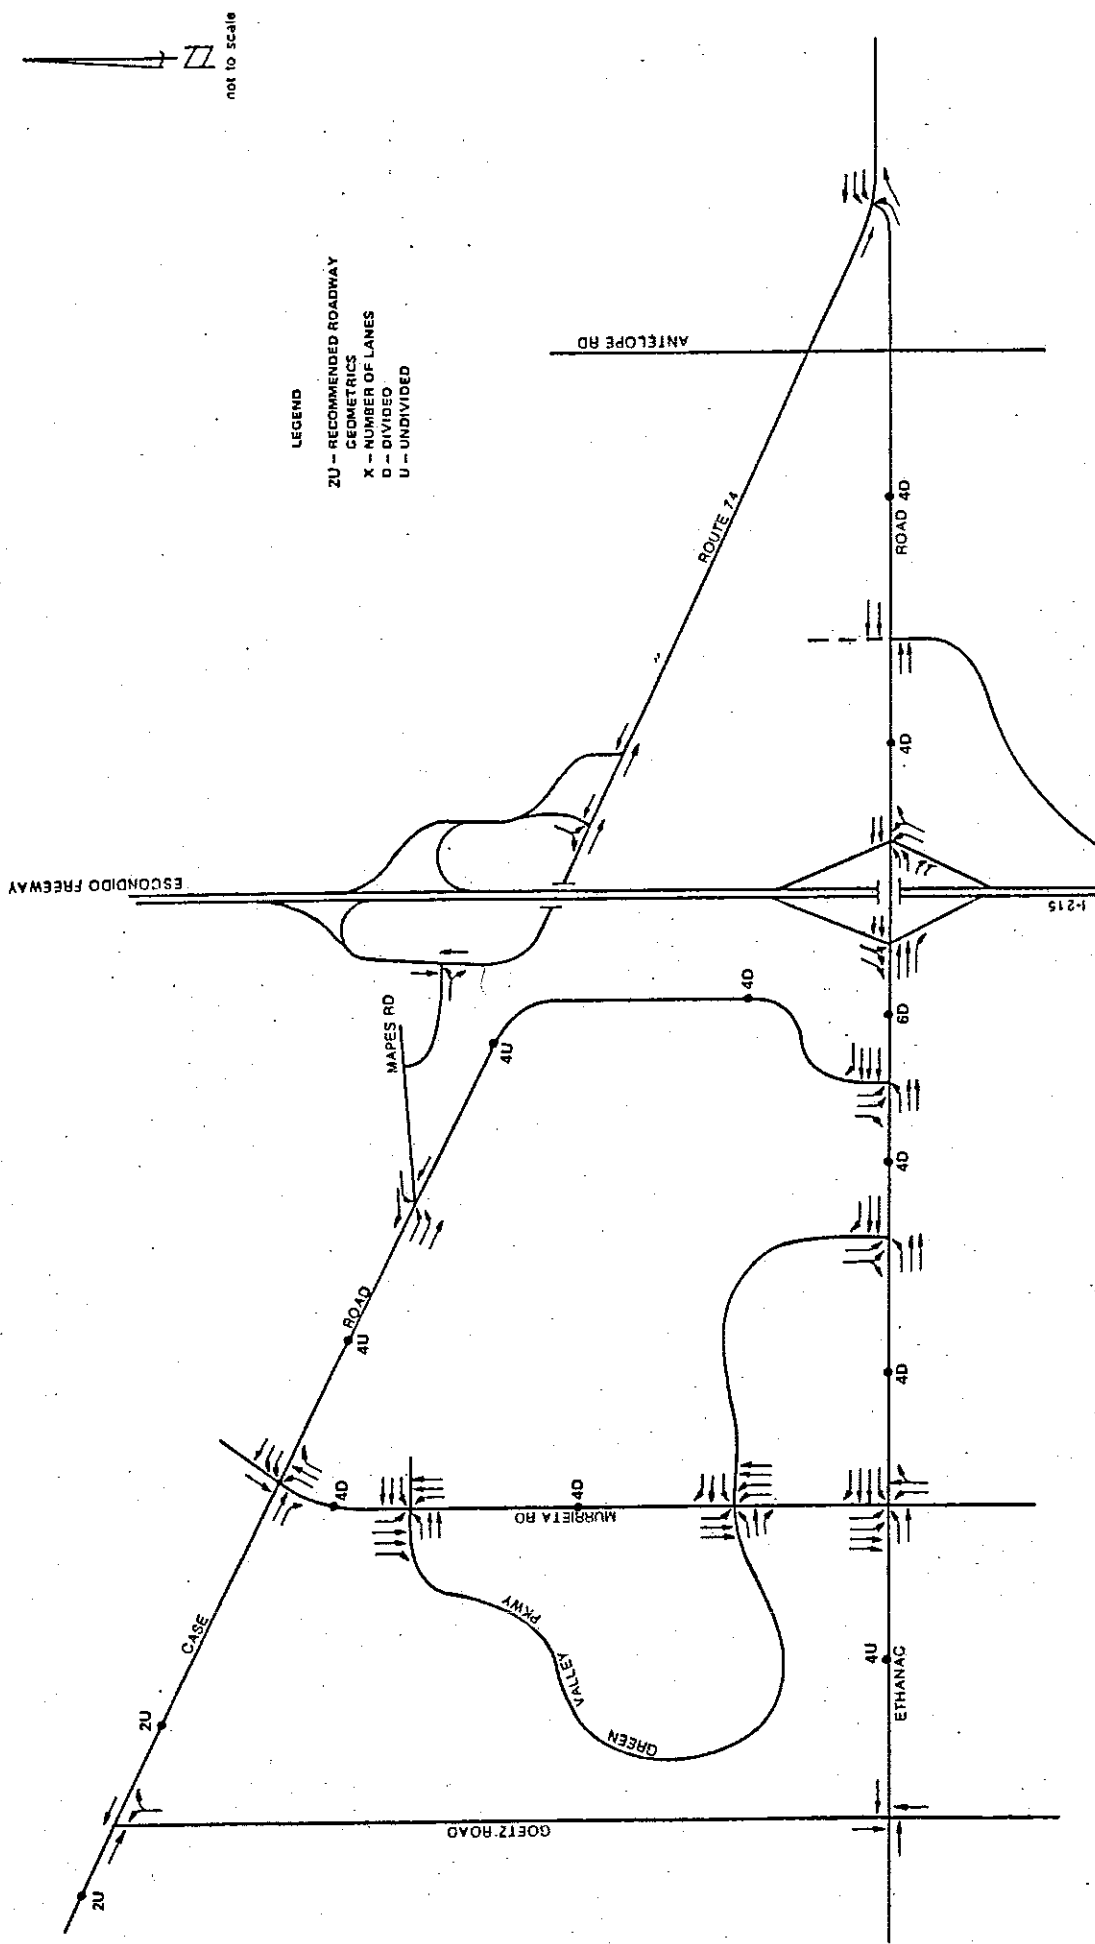 N
not to scale
LEGEND
2U – RECOMMENDED ROADWAY
GEOMETRICS
X – NUMBER OF LANES
D – DIVIDED
U – UNDIVIDED
ESCONDIDO FREEWAY
I-215
ANTELOPE RD
ROUTE 74
ROAD 4D
4D
6D
4D
4D
4U
ETHANAC
MAPES RD
4U
4D
ROAD
4U
CASE
2U
2U
4D
4D
MURRIETA RD
GREEN
VALLEY
PKWY
GOETZ ROAD